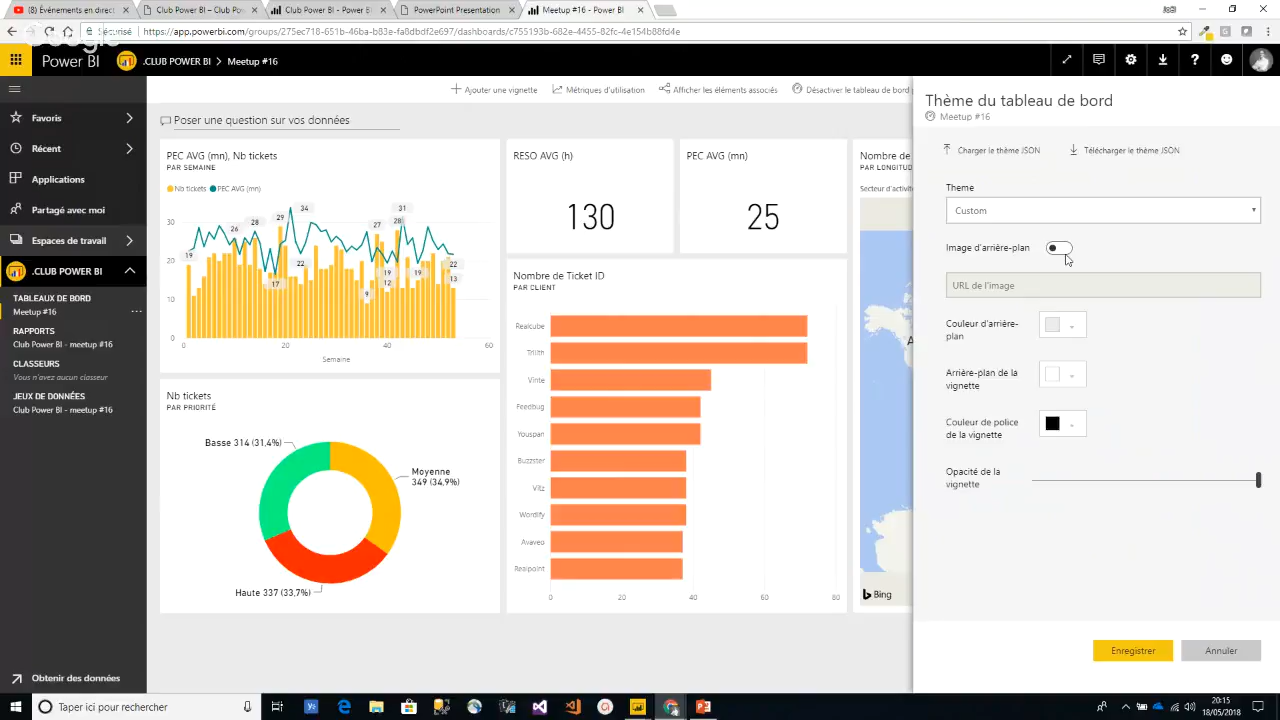 (8) Événements en direct
Club Power BI – Club Po
Club Power BI - Power BI
PowerPoint Presentation
Meetup #16 - Power BI
Sécurisé
https://app.powerbi.com/groups/275ec718-651b-46ba-b83e-fa8dbdf2e697/dashboards/c755193b-682e-4455-82fc-4e154b88fd4e
Google
Power BI
.CLUB POWER BI > Meetup #16
Favoris
Récent
Applications
Partagé avec moi
Espaces de travail
.CLUB POWER BI
TABLEAUX DE BORD
Meetup #16
RAPPORTS
Club Power BI - meetup #16
CLASSEURS
Vous n'avez aucun classeur
JEUX DE DONNÉES
Club Power BI - meetup #16
Obtenir des données
Ajouter une vignette
Métriques d'utilisation
Afficher les éléments associés
Désactiver le tableau de bord
Poser une question sur vos données
PEC AVG (mn), Nb tickets
PAR SEMAINE
Nb tickets PEC AVG (mn)
30
20
10
0
19
26
28
29
17
34
22
9
27
19
12
28
31
19
22
13
0 20 40 60
Semaine
RESO AVG (h)
130
PEC AVG (mn)
25
Nombre de
PAR LONGITUD
Secteur d'activité
A
Bing
Nb tickets
PAR PRIORITÉ
Basse 314 (31,4%)
Moyenne
349 (34,9%)
Haute 337 (33,7%)
Nombre de Ticket ID
PAR CLIENT
Realcube
Trilith
Vinte
Feedbug
Youspan
Buzzster
Viliz
Wordify
Avaveo
Realpoint
0 20 40 60 80
Thème du tableau de bord
Meetup #16
Charger le thème JSON
Télécharger le thème JSON
Theme
Custom
Image d'arrière-plan
URL de l'image
Couleur d'arrière-
plan
Arrière-plan de la
vignette
Couleur de police
de la vignette
Opacité de la
vignette
Enregistrer
Annuler
Taper ici pour rechercher
20:15
18/05/2018